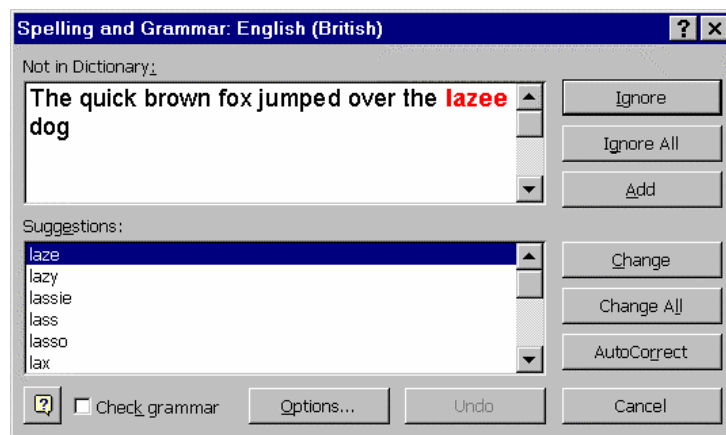 Spelling and Grammar: English (British)
Not in Dictionary:
The quick brown fox jumped over the lazee
dog
Ignore
Ignore All
Add
Suggestions:
laze
lazy
lassie
lass
lasso
lax
Change
Change All
AutoCorrect
Check grammar
Options...
Undo
Cancel